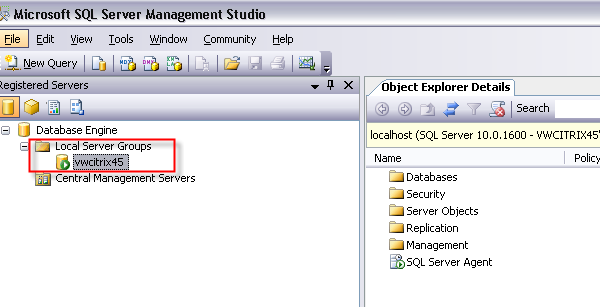 Microsoft SQL Server Management Studio
File Edit View Tools Window Community Help
New Query
Registered Servers
Database Engine
Local Server Groups
vwcitrix45
Central Management Servers
Object Explorer Details
Search
localhost (SQL Server 10.0.1600 - VWCITRIX45\
Name Policy
Databases
Security
Server Objects
Replication
Management
SQL Server Agent